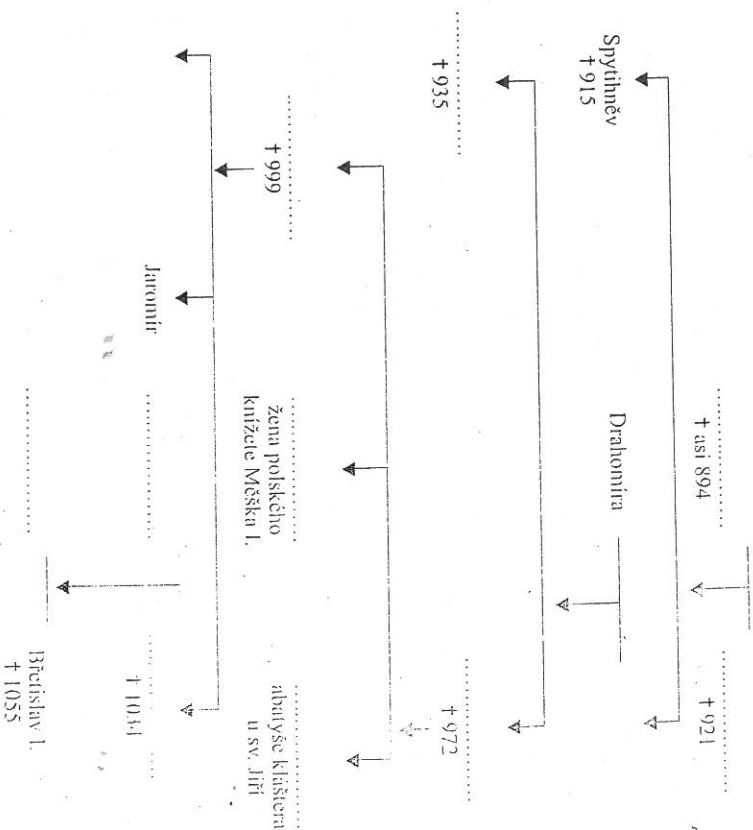 † asi 894
† 921
Spytihněv
† 915
Drahomíra
† 935
† 972
† 999
žena polského
knížete Měška I.
abatyše kláštera
u sv. Jiří
Jaromír
† 1034
Břetislav I.
† 1055